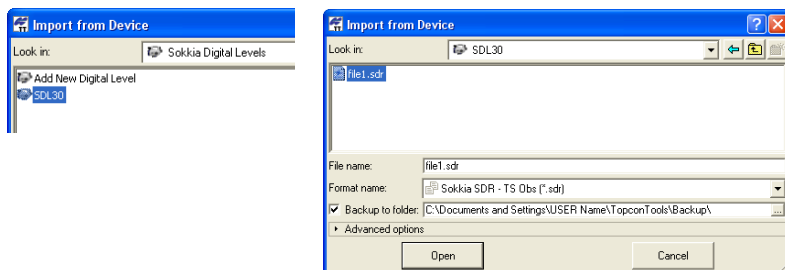 Import from Device
Look in: Sokkia Digital Levels
Add New Digital Level
SDL30
Import from Device
Look in: SDL30
file1.sdr
File name: file1.sdr
Format name: Sokkia SDR - TS Obs (*.sdr)
Backup to folder: C:\Documents and Settings\USER Name\TopconTools\Backup\ ...
Advanced options
Open Cancel